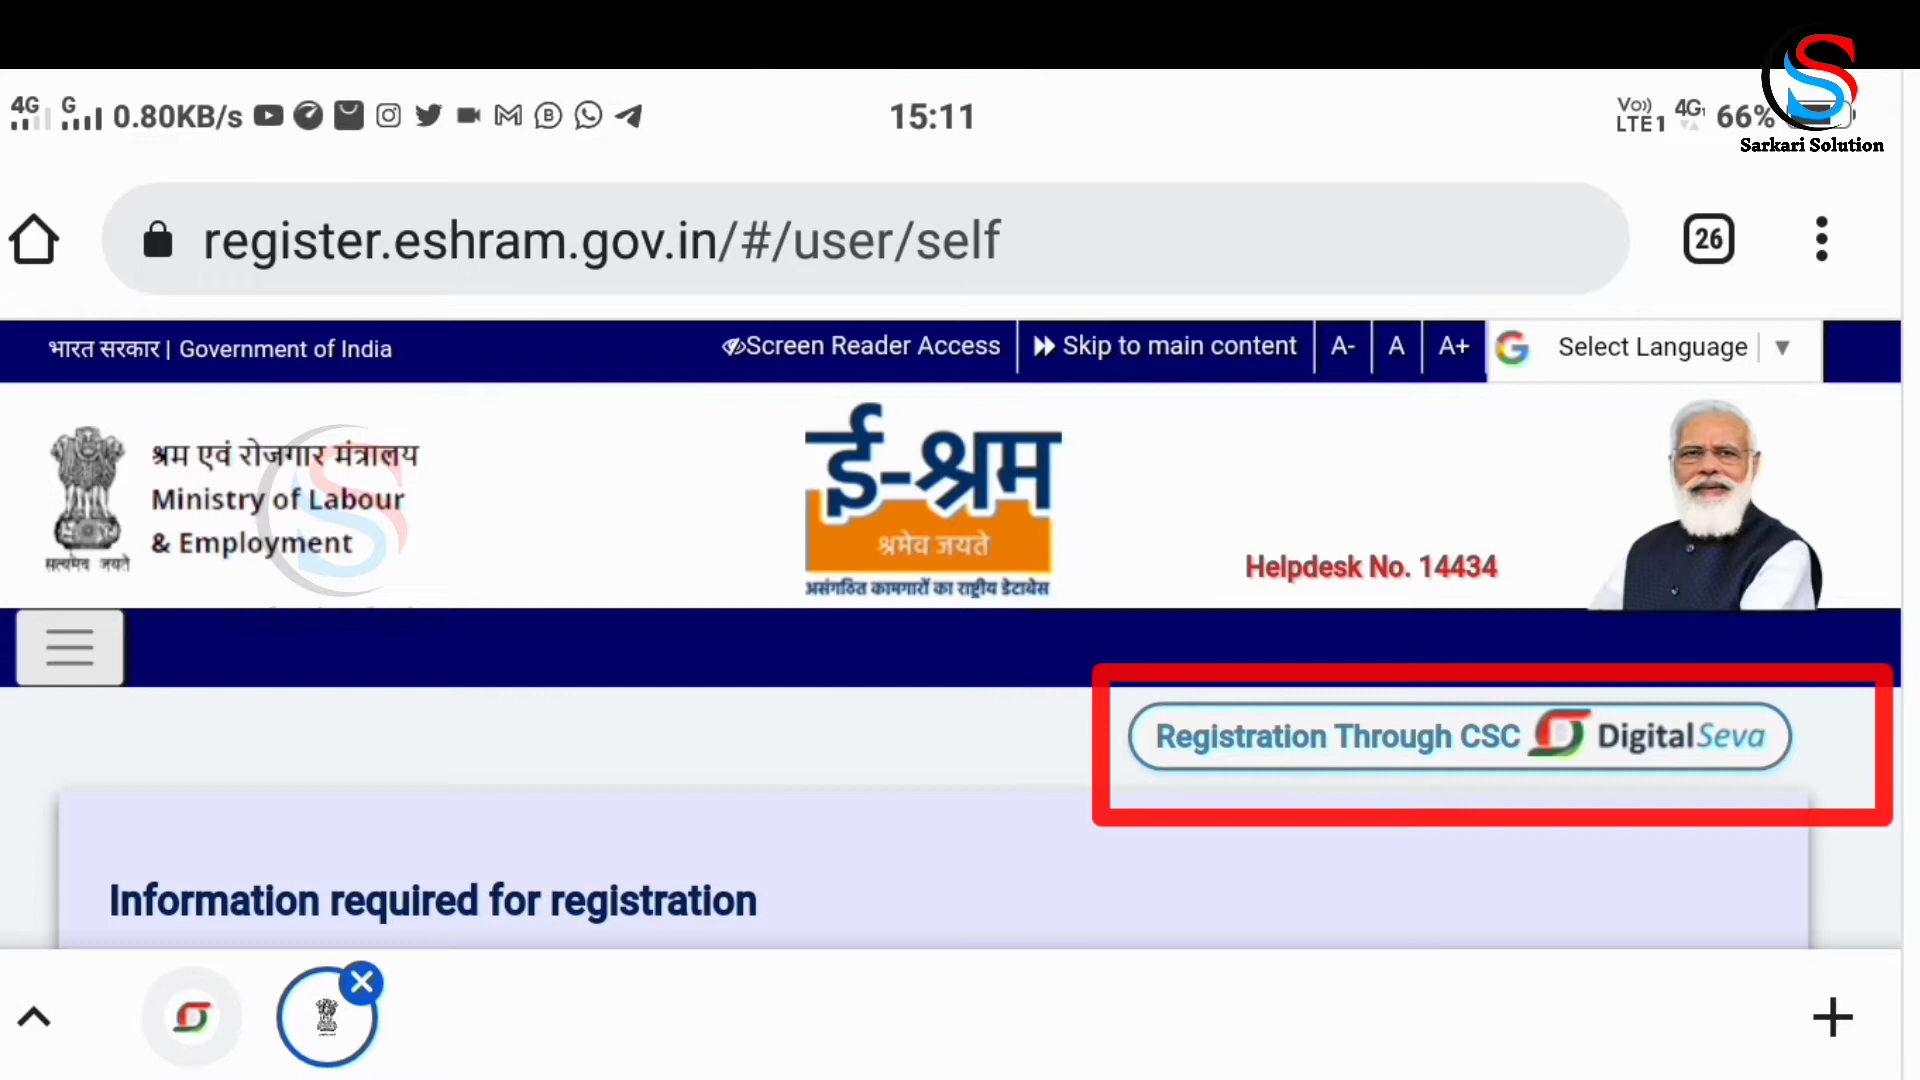 4G G 0.80KB/s 15:11 Vo)) LTE1 4G 66%
Sarkari Solution
register.eshram.gov.in/#/user/self 26
भारत सरकार | Government of India Screen Reader Access Skip to main content A- A A+ Select Language ▼
श्रम एवं रोजगार मंत्रालय
Ministry of Labour
& Employment
सत्यमेव जयते
ई-श्रम
श्रमेव जयते
असंगठित कामगारों का राष्ट्रीय डेटाबेस
Helpdesk No. 14434
Registration Through CSC DigitalSeva
Information required for registration